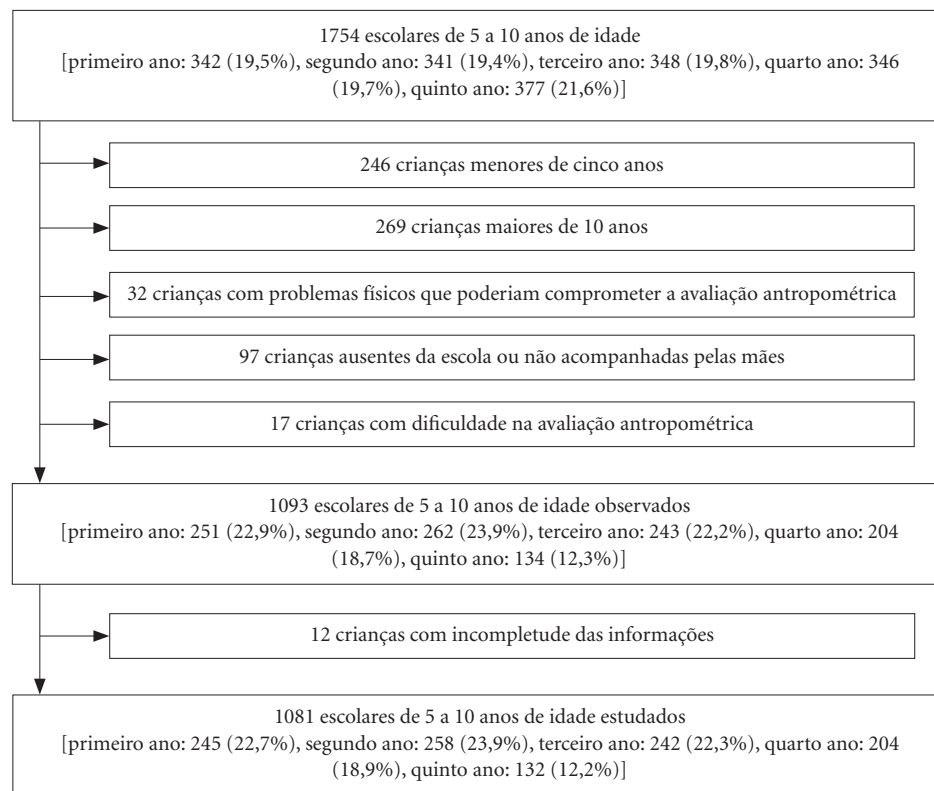 1754 escolares de 5 a 10 anos de idade
[primeiro ano: 342 (19,5%), segundo ano: 341 (19,4%), terceiro ano: 348 (19,8%), quarto ano: 346
(19,7%), quinto ano: 377 (21,6%)]
246 crianças menores de cinco anos
269 crianças maiores de 10 anos
32 crianças com problemas físicos que poderiam comprometer a avaliação antropométrica
97 crianças ausentes da escola ou não acompanhadas pelas mães
17 crianças com dificuldade na avaliação antropométrica
1093 escolares de 5 a 10 anos de idade observados
[primeiro ano: 251 (22,9%), segundo ano: 262 (23,9%), terceiro ano: 243 (22,2%), quarto ano: 204
(18,7%), quinto ano: 134 (12,3%)]
12 crianças com incompletude das informações
1081 escolares de 5 a 10 anos de idade estudados
[primeiro ano: 245 (22,7%), segundo ano: 258 (23,9%), terceiro ano: 242 (22,3%), quarto ano: 204
(18,9%), quinto ano: 132 (12,2%)]